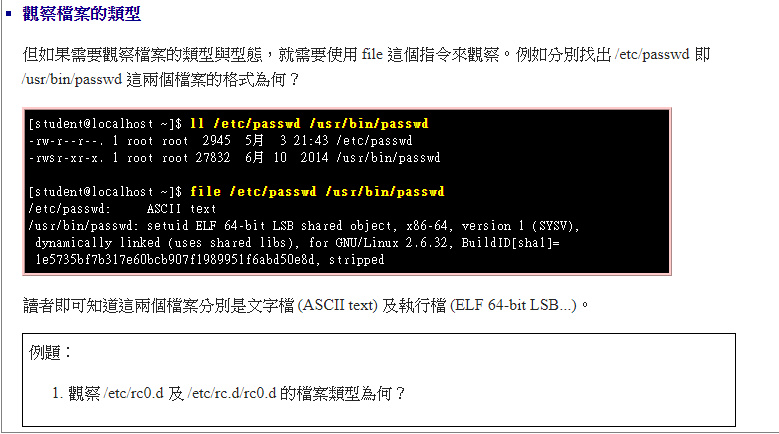 觀察檔案的類型
但如果需要觀察檔案的類型與型態，就需要使用 file 這個指令來觀察。例如分別找出 /etc/passwd 即
/usr/bin/passwd 這兩個檔案的格式為何？
[student@localhost ~]$ ll /etc/passwd /usr/bin/passwd
-rw-r--r--. 1 root root  2945  5月  3 21:43 /etc/passwd
-rwsr-xr-x. 1 root root 27832  6月 10  2014 /usr/bin/passwd
[student@localhost ~]$ file /etc/passwd /usr/bin/passwd
/etc/passwd:     ASCII text
/usr/bin/passwd: setuid ELF 64-bit LSB shared object, x86-64, version 1 (SYSV),
 dynamically linked (uses shared libs), for GNU/Linux 2.6.32, BuildID[sha1]=
 1e5735bf7b317e60bcb907f1989951f6abd50e8d, stripped
讀者即可知道這兩個檔案分別是文字檔 (ASCII text) 及執行檔 (ELF 64-bit LSB...)。
例題：
1. 觀察 /etc/rc0.d 及 /etc/rc.d/rc0.d 的檔案類型為何？